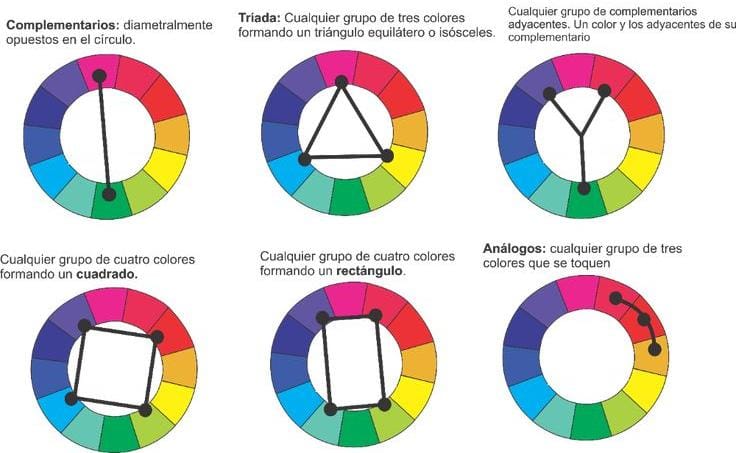 Complementarios: diametralmente
opuestos en el círculo.
Tríada: Cualquier grupo de tres colores
formando un triángulo equilátero o isósceles.
Cualquier grupo de complementarios
adyacentes. Un color y los adyacentes de su
complementario
Cualquier grupo de cuatro colores
formando un cuadrado.
Cualquier grupo de cuatro colores
formando un rectángulo.
Análogos: cualquier grupo de tres
colores que se toquen